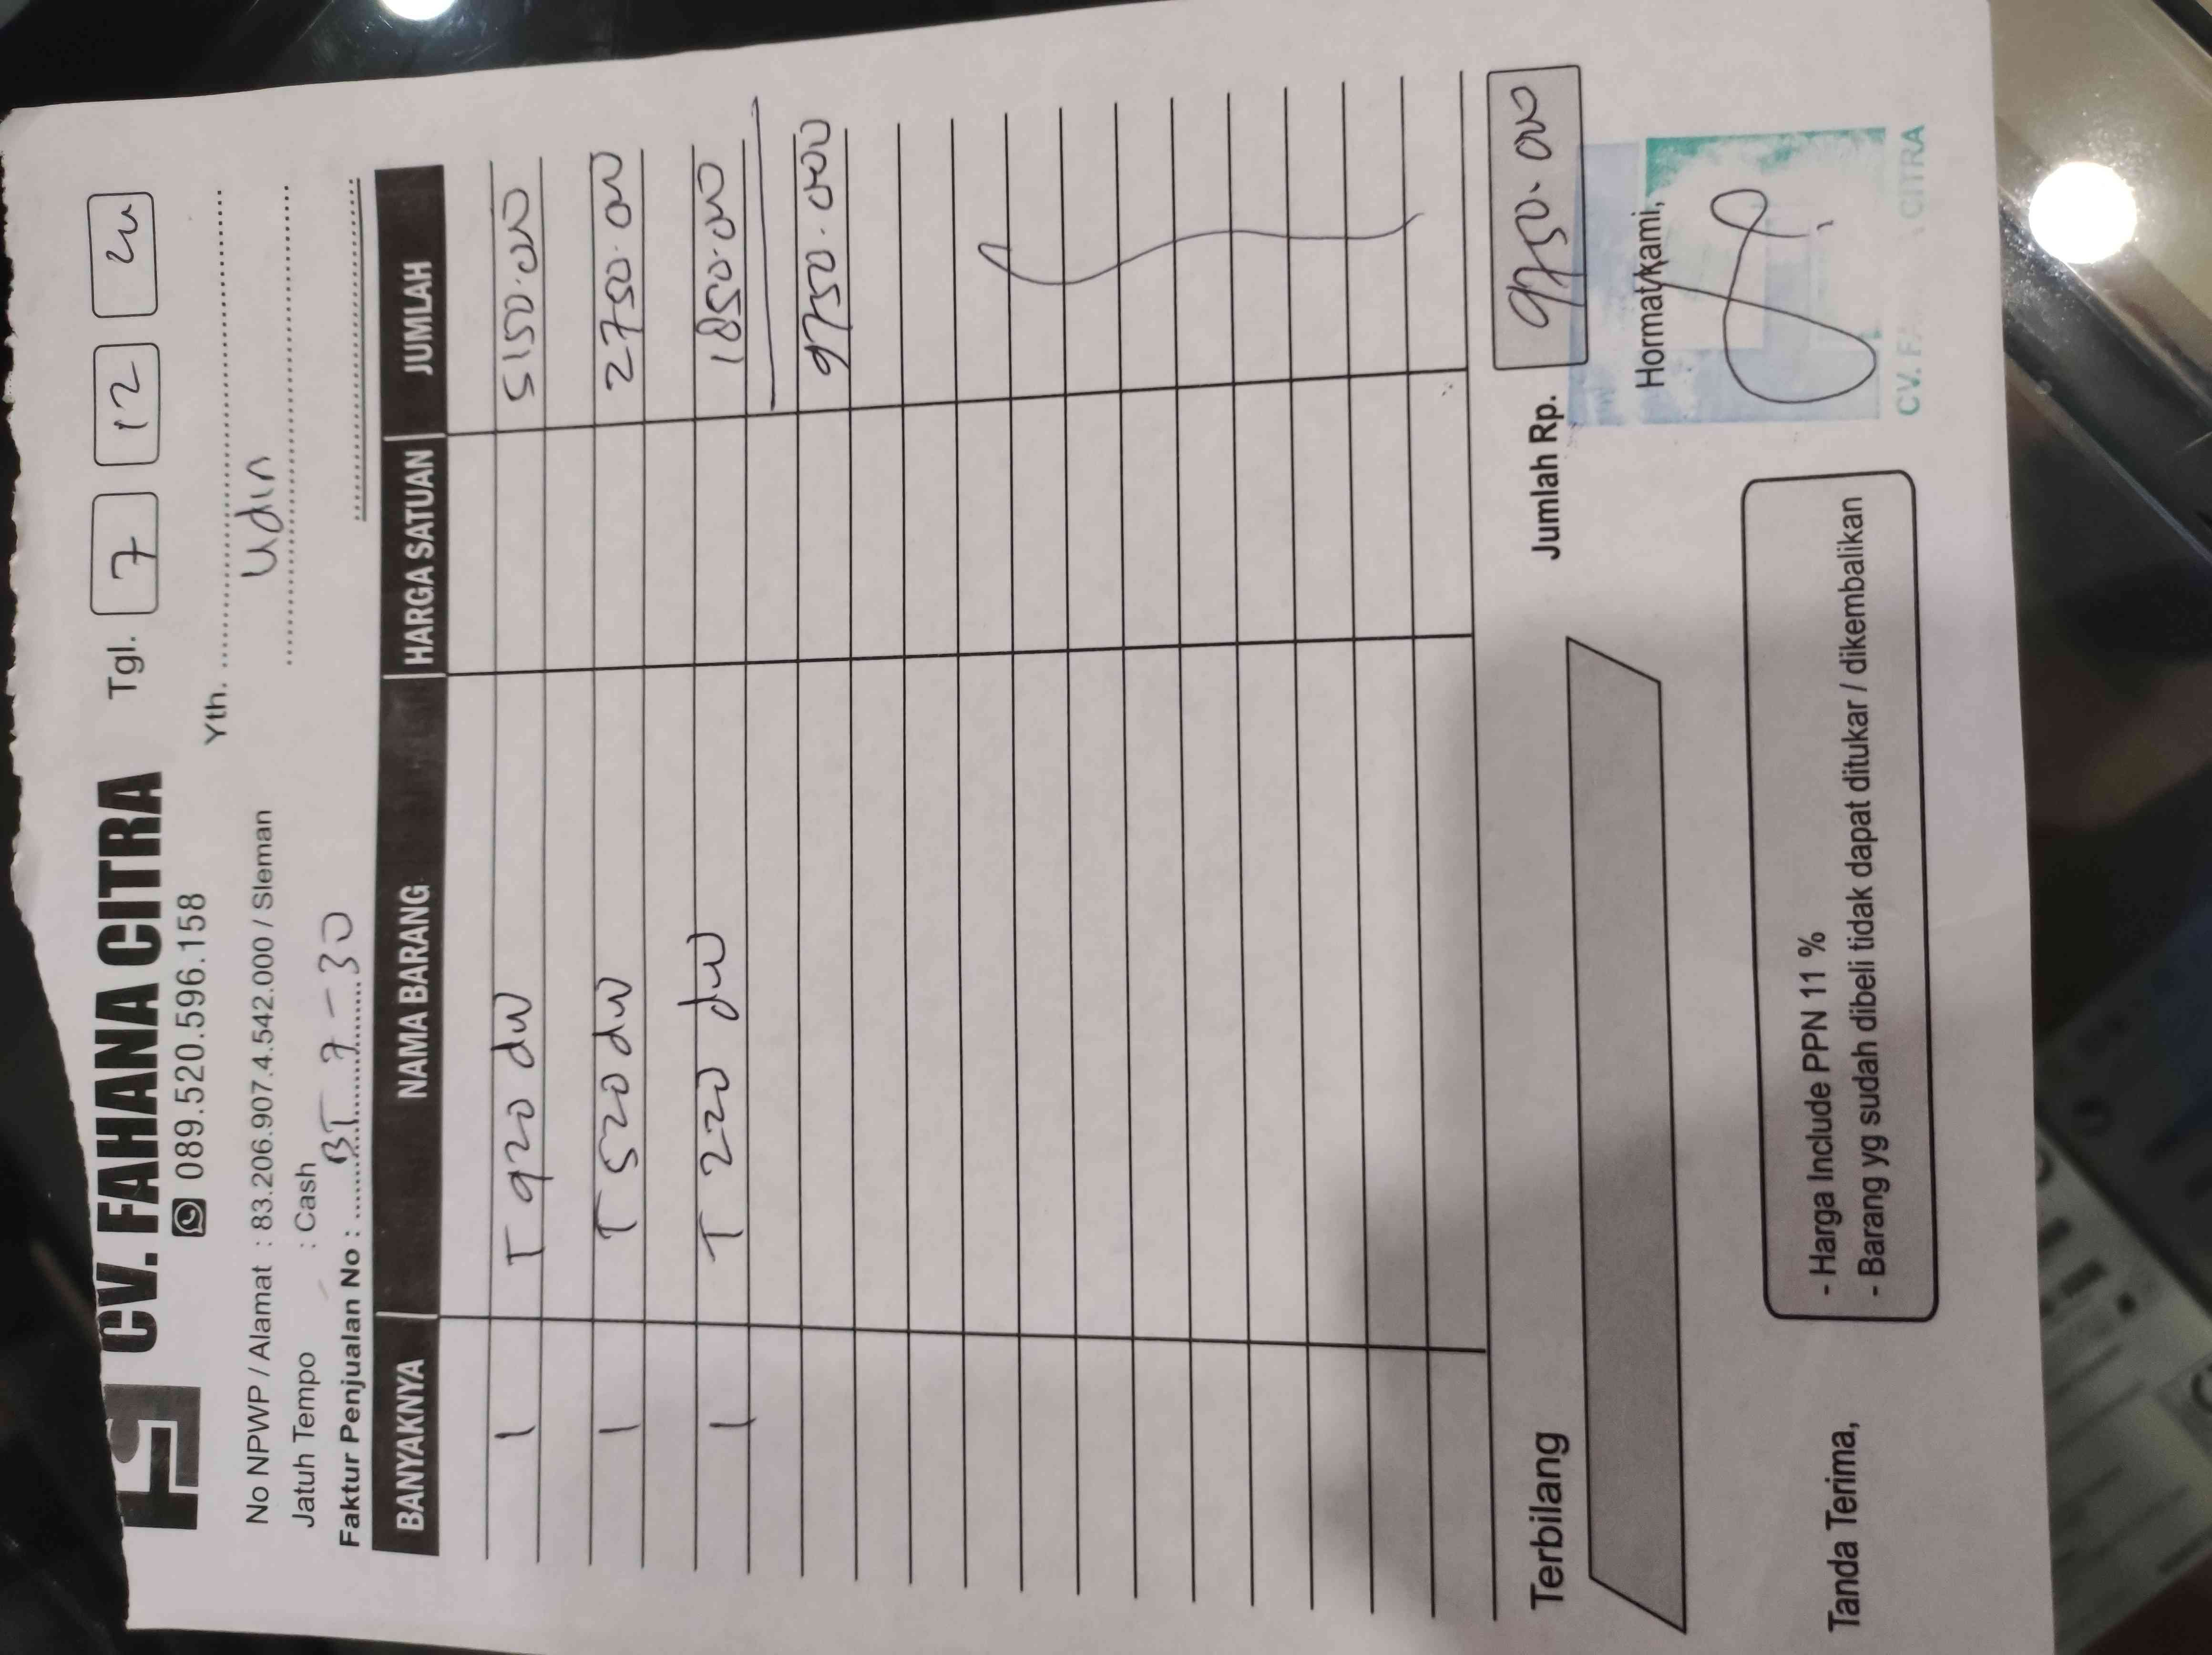 CV. FAHANA CITRA
089.520.596.158
Tgl. 7 12 24
Yth.
Udin
No NPWP / Alamat : 83.206.907.4.542.000 / Sleman
Jatuh Tempo : Cash
Faktur Penjualan No : BT 7-30
BANYAKNYA NAMA BARANG HARGA SATUAN JUMLAH
1 T 920 dw 5150.000
1 T 520 dw 2750.000
1 T 220 dw 1850.000
9750.000
Terbilang
Jumlah Rp. 9750.000
Hormat kami,
CV. FAHANA CITRA
- Harga Include PPN 11 %
- Barang yg sudah dibeli tidak dapat ditukar / dikembalikan
Tanda Terima,